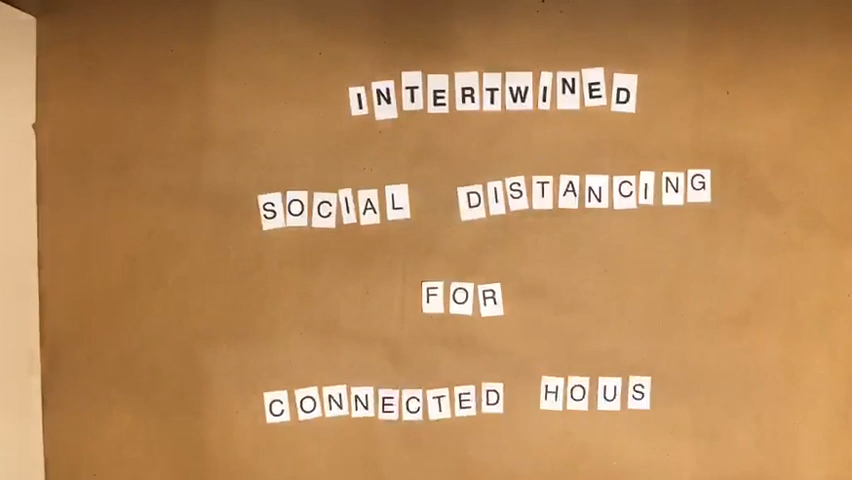 INTERTWINED
SOCIAL DISTANCING
FOR
CONNECTED HOUS